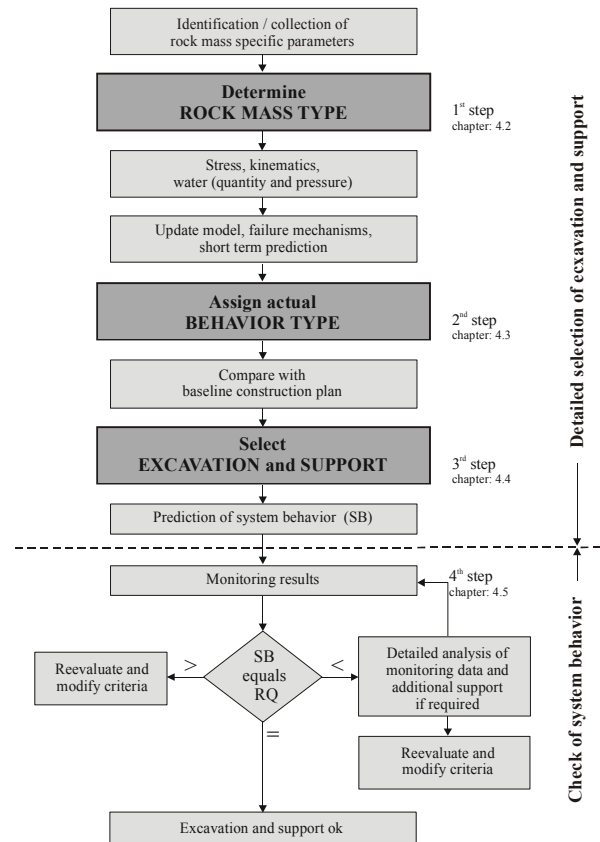 Identification / collection of
rock mass specific parameters
Determine
ROCK MASS TYPE
1st step
chapter: 4.2
Stress, kinematics,
water (quantity and pressure)
Update model, failure mechanisms,
short term prediction
Assign actual
BEHAVIOR TYPE
2nd step
chapter: 4.3
Compare with
baseline construction plan
Select
EXCAVATION and SUPPORT
3rd step
chapter: 4.4
Prediction of system behavior (SB)
Detailed selection of ecxavation and support
Monitoring results
4th step
chapter: 4.5
SB
equals
RQ
>
<
=
Reevaluate and
modify criteria
Detailed analysis of
monitoring data and
additional support
if required
Reevaluate and
modify criteria
Excavation and support ok
Check of system behavior